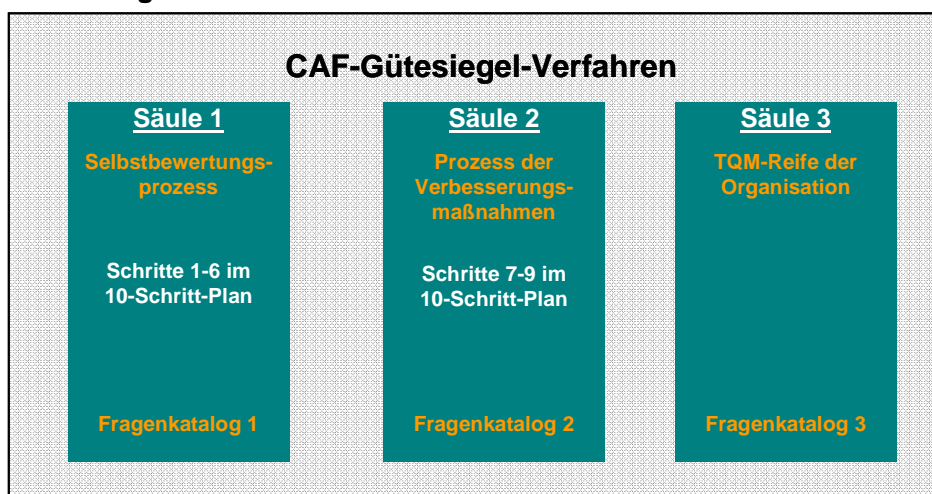 CAF-Gütesiegel-Verfahren
Säule 1
Selbstbewertungs-
prozess
Schritte 1-6 im
10-Schritt-Plan
Fragenkatalog 1
Säule 2
Prozess der
Verbesserungs-
maßnahmen
Schritte 7-9 im
10-Schritt-Plan
Fragenkatalog 2
Säule 3
TQM-Reife der
Organisation
Fragenkatalog 3